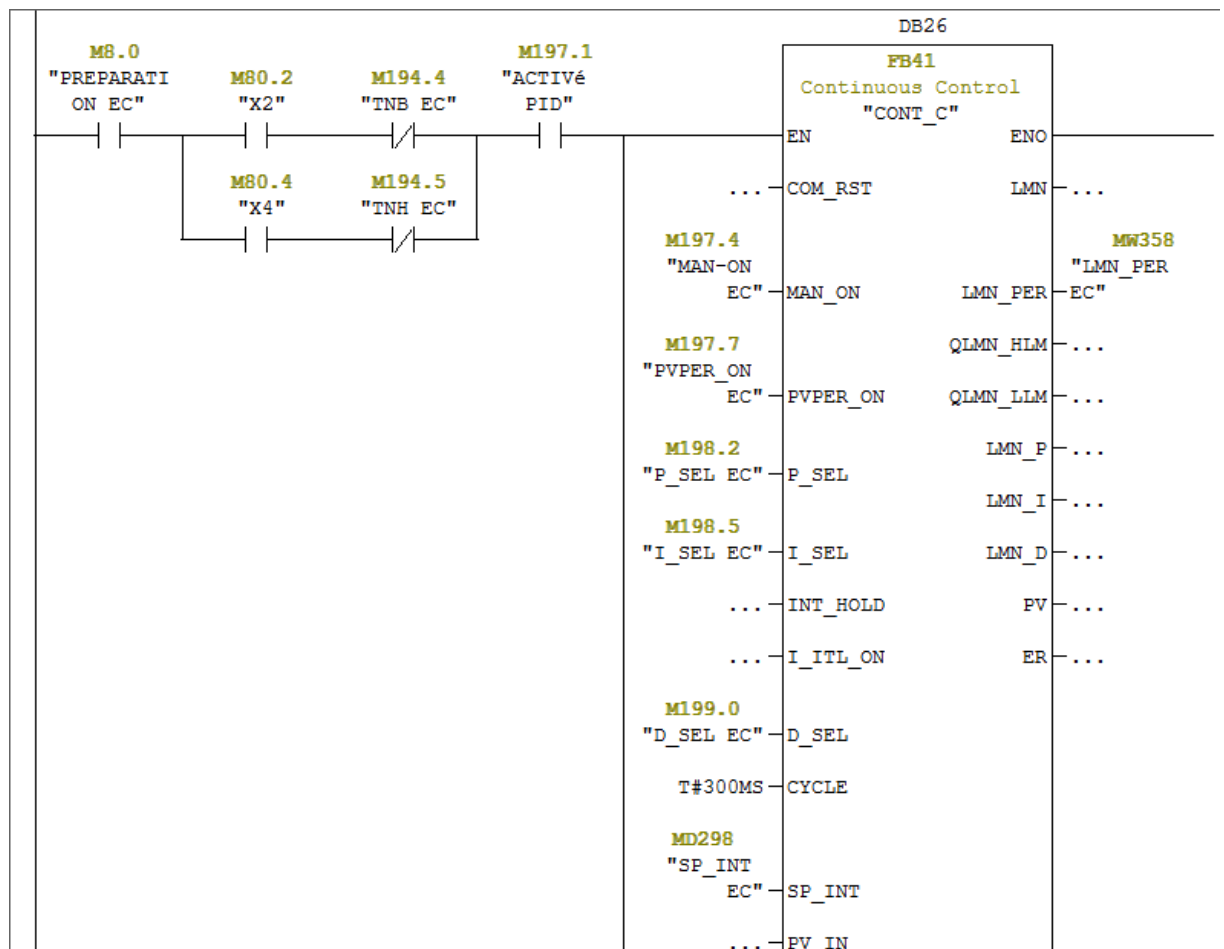 DB26
M8.0
"PREPARATI
ON EC"
M80.2
"X2"
M194.4
"TNB EC"
M197.1
"ACTIVé
PID"
FB41
Continuous Control
"CONT_C"
EN
ENO
M80.4
"X4"
M194.5
"TNH EC"
... COM_RST
LMN ...
M197.4
"MAN-ON
EC" MAN_ON
MW358
"LMN_PER
LMN_PER EC"
M197.7
"PVPER_ON
EC" PVPER_ON
QLMN_HLM ...
QLMN_LLM ...
M198.2
"P_SEL EC" P_SEL
LMN_P ...
LMN_I ...
M198.5
"I_SEL EC" I_SEL
LMN_D ...
... INT_HOLD
PV ...
... I_ITL_ON
ER ...
M199.0
"D_SEL EC" D_SEL
T#300MS CYCLE
MD298
"SP_INT
EC" SP_INT
... PV_IN